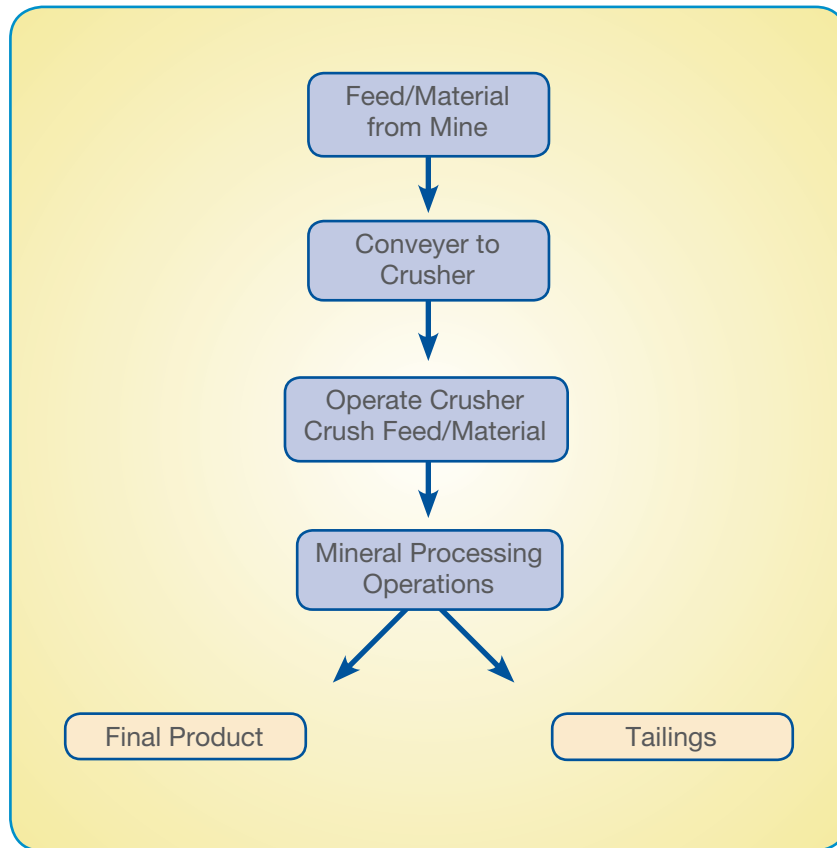 Feed/Material
from Mine
Conveyer to
Crusher
Operate Crusher
Crush Feed/Material
Mineral Processing
Operations
Final Product
Tailings